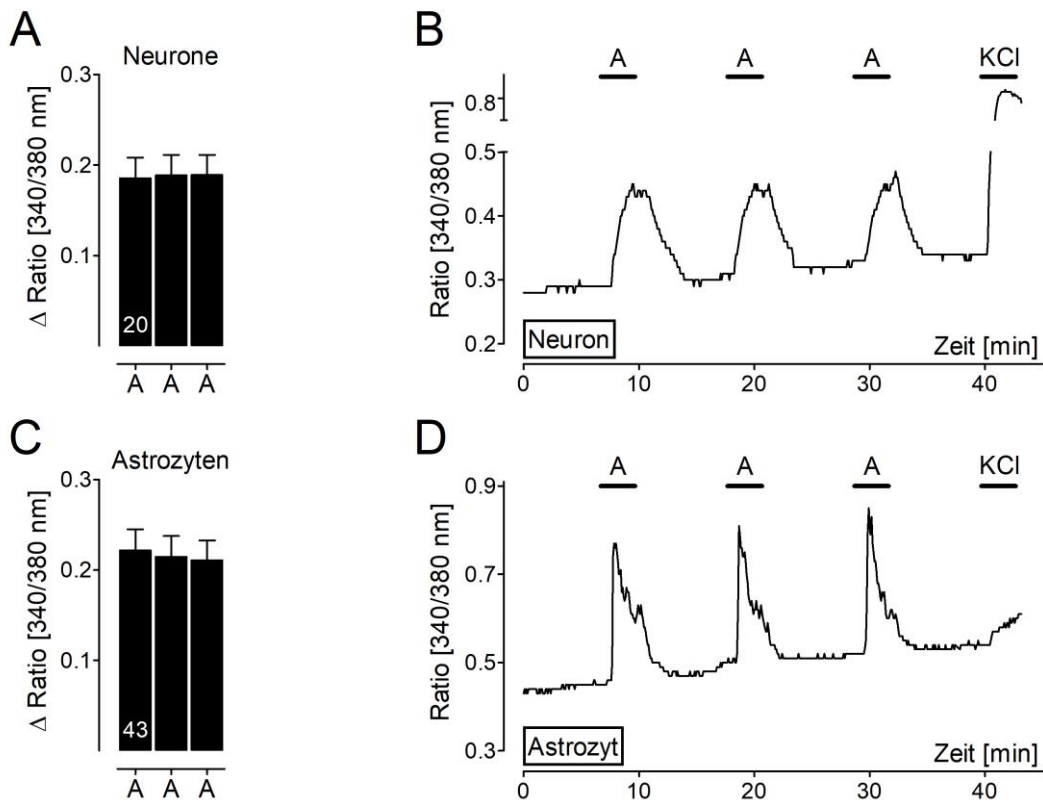 A
Neurone
Δ Ratio [340/380 nm]
0.3
0.2
0.1
20
A A A
B
A A A KCl
Ratio [340/380 nm]
0.8
0.5
0.4
0.3
0.2
Neuron
Zeit [min]
0 10 20 30 40
C
Astrozyten
Δ Ratio [340/380 nm]
0.3
0.2
0.1
43
A A A
D
A A A KCl
Ratio [340/380 nm]
0.9
0.7
0.5
0.3
Astrozyt
Zeit [min]
0 10 20 30 40